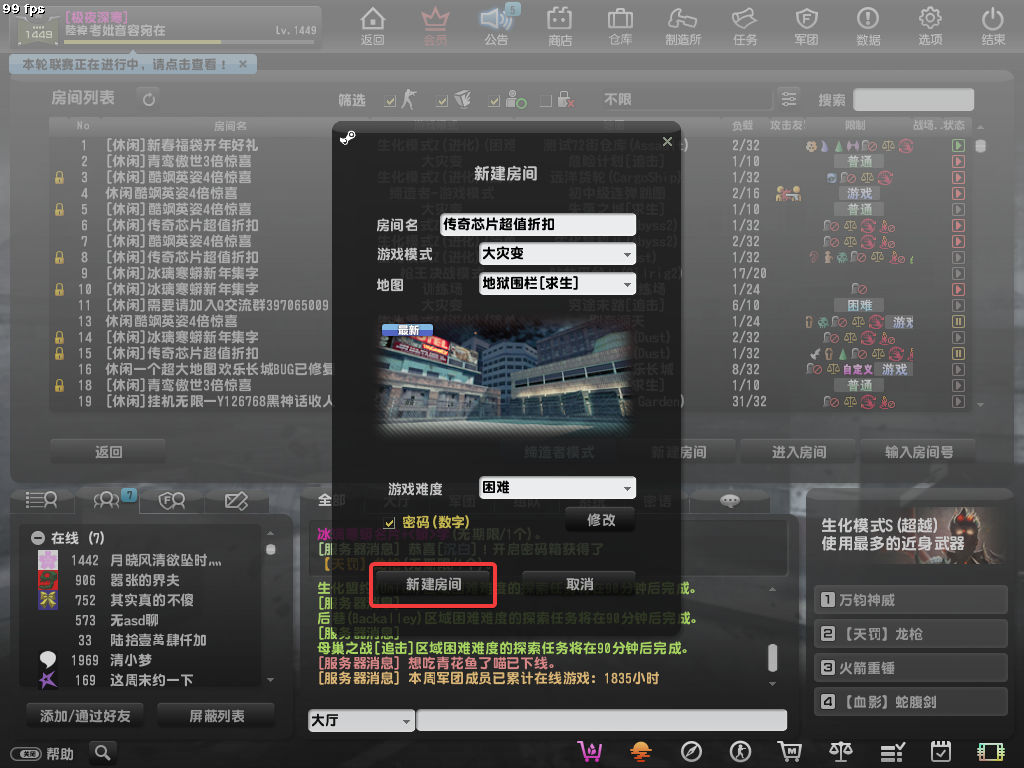 99 fps
[极夜深寒]
1449
Lv. 1449
返回
会员
公告
5
商店
仓库
制造所
任务
军团
数据
选项
结束
本轮联赛正在进行中，请点击查看！ ×
房间列表
筛选
不限
搜索
No 房间名 负载 攻击友 限制 战场.. 状态
1 [休闲]新春福袋开年好礼 2/32
2 [休闲]青鸾傲世3倍惊喜 1/10 普通
3 [休闲]酷飒英姿4倍惊喜 1/32
4 休闲酷飒英姿4倍惊喜 2/16 游戏
5 [休闲]酷飒英姿4倍惊喜 1/10 普通
6 [休闲]传奇芯片超值折扣 1/32
7 [休闲]酷飒英姿4倍惊喜 2/32
8 [休闲]传奇芯片超值折扣 1/32
9 [休闲]冰璃寒蟒新年集字 17/20
10 [休闲]冰璃寒蟒新年集字 1/24
11 [休闲]需要请加入Q交流群397065009 6/10 困难
13 休闲酷飒英姿4倍惊喜 1/24 游戏
14 [休闲]冰璃寒蟒新年集字 2/32
15 [休闲]传奇芯片超值折扣 1/32
16 休闲一个超大地图欢乐长城BUG已修复 8/32 自定义 游戏
18 [休闲]青鸾傲世3倍惊喜 1/10 普通
19 [休闲]挂机无限一Y126768黑神话收人 31/32
新建房间
房间名 传奇芯片超值折扣
游戏模式 大灾变
地图 地狱围栏[求生]
最新
游戏难度 困难
密码(数字)
修改
新建房间
取消
返回
缔造者模式
新建房间
进入房间
输入房间号
7
在线 (7)
1442 月晓风清欲坠时...
906 嚣张的界夫
752 其实真的不傻
573 无asd聊
33 陆拾壹萬肆仟加
1969 清小梦
169 这周末约一下
添加/通过好友
屏蔽列表
帮助
后巷(Backalley)区域困难难度的探索任务将在90分钟后完成。
[服务器消息]
母巢之战[追击]区域困难难度的探索任务将在90分钟后完成。
[服务器消息] 想吃青花鱼了喵已下线。
[服务器消息] 本周军团成员已累计在线游戏: 1835小时
大厅
生化模式S(超越)
使用最多的近身武器
1 万钧神威
2 【天罚】龙枪
3 火箭重锤
4 【血影】蛇腹剑